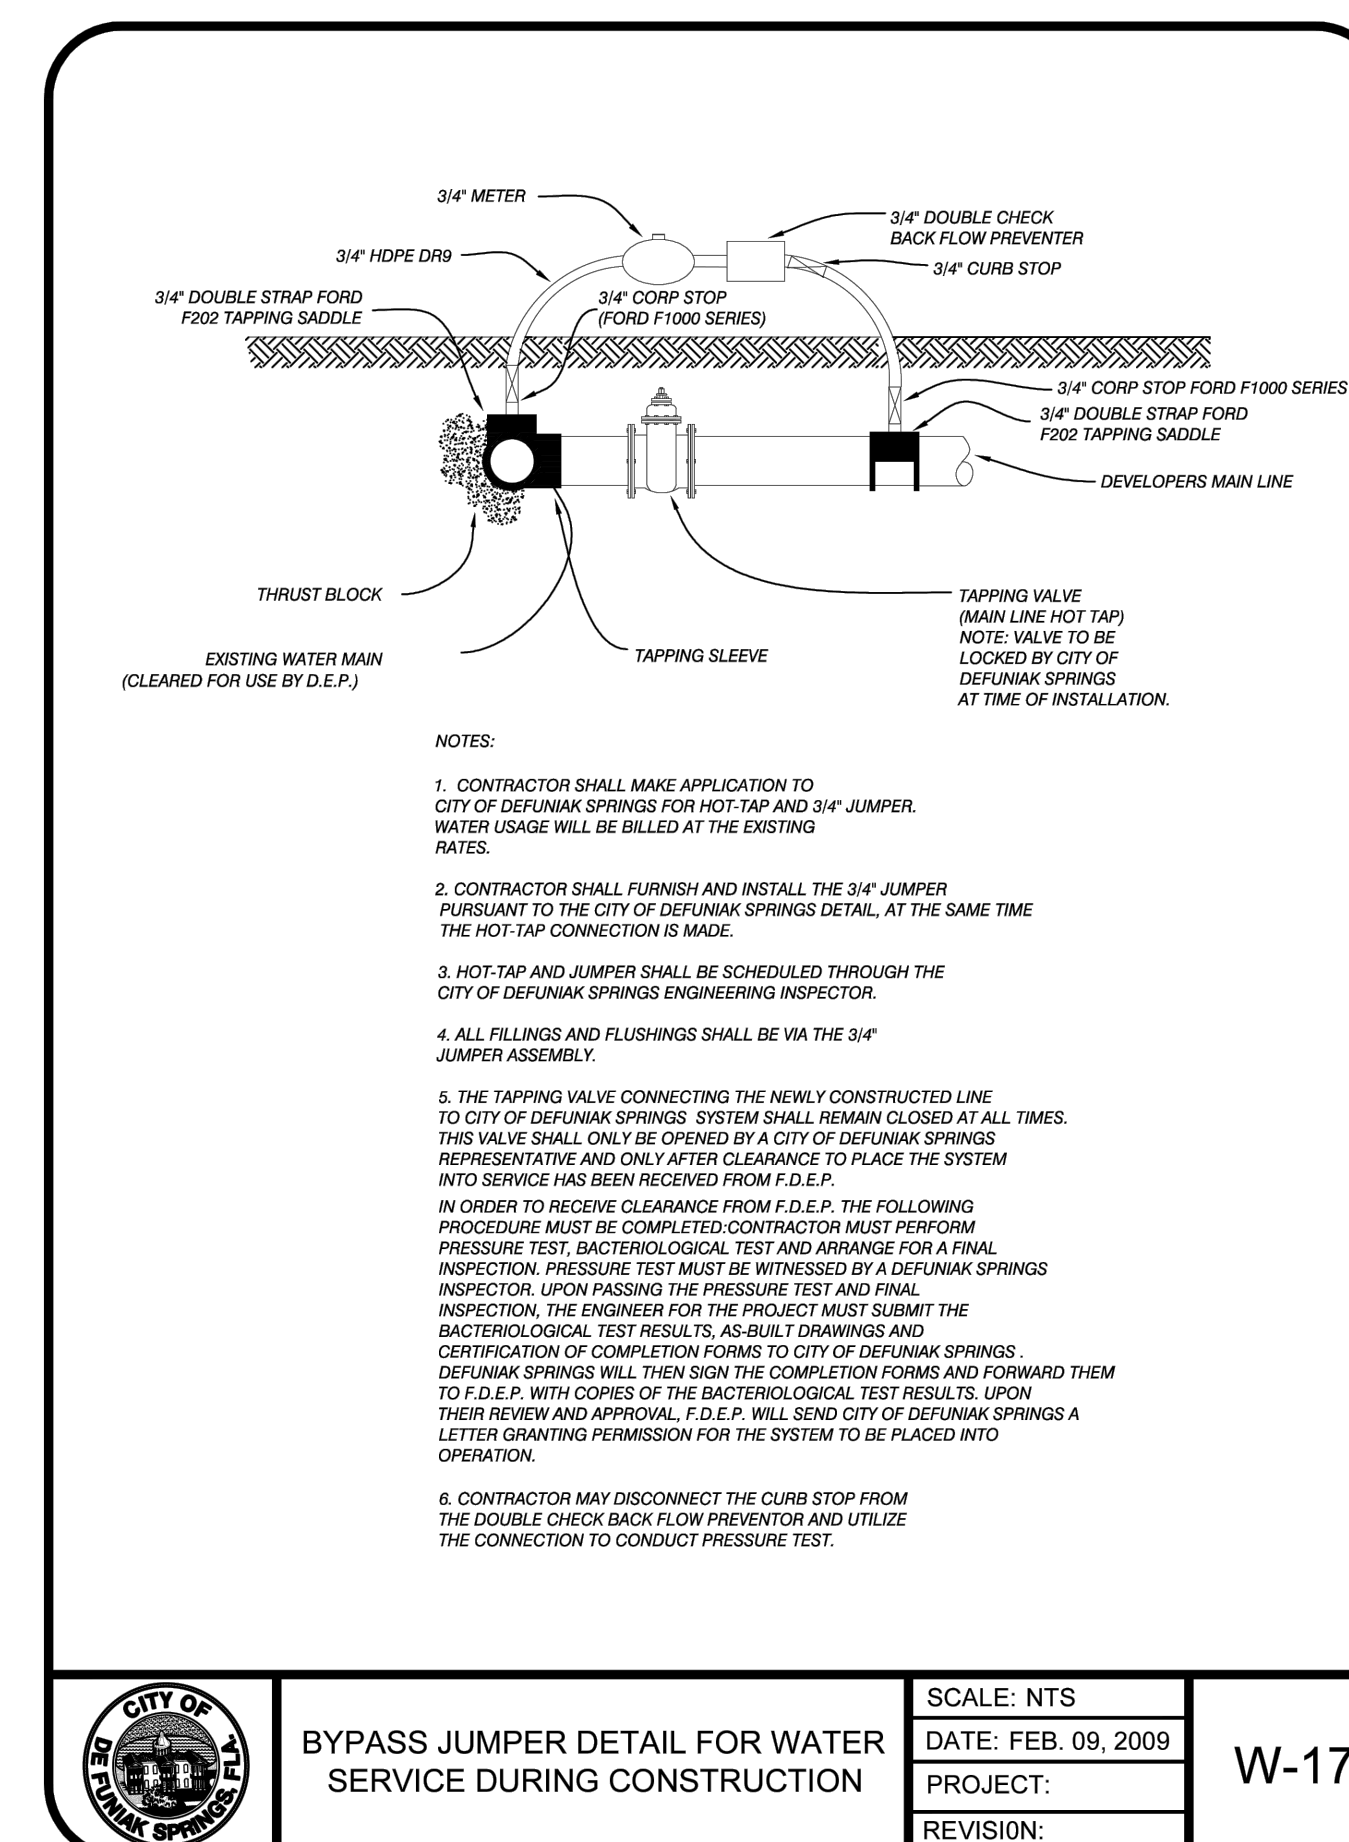 3/4" METER
3/4" DOUBLE CHECK
BACK FLOW PREVENTER
3/4" HDPE DR9
3/4" CURB STOP
3/4" DOUBLE STRAP FORD
F202 TAPPING SADDLE
3/4" CORP STOP
(FORD F1000 SERIES)
3/4" CORP STOP FORD F1000 SERIES
3/4" DOUBLE STRAP FORD
F202 TAPPING SADDLE
DEVELOPERS MAIN LINE
THRUST BLOCK
EXISTING WATER MAIN
(CLEARED FOR USE BY D.E.P.)
TAPPING SLEEVE
TAPPING VALVE
(MAIN LINE HOT TAP)
NOTE: VALVE TO BE
LOCKED BY CITY OF
DEFUNIAK SPRINGS
AT TIME OF INSTALLATION.
NOTES:
1. CONTRACTOR SHALL MAKE APPLICATION TO
CITY OF DEFUNIAK SPRINGS FOR HOT-TAP AND 3/4" JUMPER.
WATER USAGE WILL BE BILLED AT THE EXISTING
RATES.
2. CONTRACTOR SHALL FURNISH AND INSTALL THE 3/4" JUMPER
PURSUANT TO THE CITY OF DEFUNIAK SPRINGS DETAIL, AT THE SAME TIME
THE HOT-TAP CONNECTION IS MADE.
3. HOT-TAP AND JUMPER SHALL BE SCHEDULED THROUGH THE
CITY OF DEFUNIAK SPRINGS ENGINEERING INSPECTOR.
4. ALL FILLINGS AND FLUSHINGS SHALL BE VIA THE 3/4"
JUMPER ASSEMBLY.
5. THE TAPPING VALVE CONNECTING THE NEWLY CONSTRUCTED LINE
TO CITY OF DEFUNIAK SPRINGS SYSTEM SHALL REMAIN CLOSED AT ALL TIMES.
THIS VALVE SHALL ONLY BE OPENED BY A CITY OF DEFUNIAK SPRINGS
REPRESENTATIVE AND ONLY AFTER CLEARANCE TO PLACE THE SYSTEM
INTO SERVICE HAS BEEN RECEIVED FROM F.D.E.P.
IN ORDER TO RECEIVE CLEARANCE FROM F.D.E.P. THE FOLLOWING
PROCEDURE MUST BE COMPLETED:CONTRACTOR MUST PERFORM
PRESSURE TEST, BACTERIOLOGICAL TEST AND ARRANGE FOR A FINAL
INSPECTION. PRESSURE TEST MUST BE WITNESSED BY A DEFUNIAK SPRINGS
INSPECTOR. UPON PASSING THE PRESSURE TEST AND FINAL
INSPECTION, THE ENGINEER FOR THE PROJECT MUST SUBMIT THE
BACTERIOLOGICAL TEST RESULTS, AS-BUILT DRAWINGS AND
CERTIFICATION OF COMPLETION FORMS TO CITY OF DEFUNIAK SPRINGS .
DEFUNIAK SPRINGS WILL THEN SIGN THE COMPLETION FORMS AND FORWARD THEM
TO F.D.E.P. WITH COPIES OF THE BACTERIOLOGICAL TEST RESULTS. UPON
THEIR REVIEW AND APPROVAL, F.D.E.P. WILL SEND CITY OF DEFUNIAK SPRINGS A
LETTER GRANTING PERMISSION FOR THE SYSTEM TO BE PLACED INTO
OPERATION.
6. CONTRACTOR MAY DISCONNECT THE CURB STOP FROM
THE DOUBLE CHECK BACK FLOW PREVENTOR AND UTILIZE
THE CONNECTION TO CONDUCT PRESSURE TEST.
CITY OF
DE FUNIAK SPRINGS, FLA.
BYPASS JUMPER DETAIL FOR WATER
SERVICE DURING CONSTRUCTION
SCALE: NTS
DATE: FEB. 09, 2009
PROJECT:
REVISI0N:
W-17